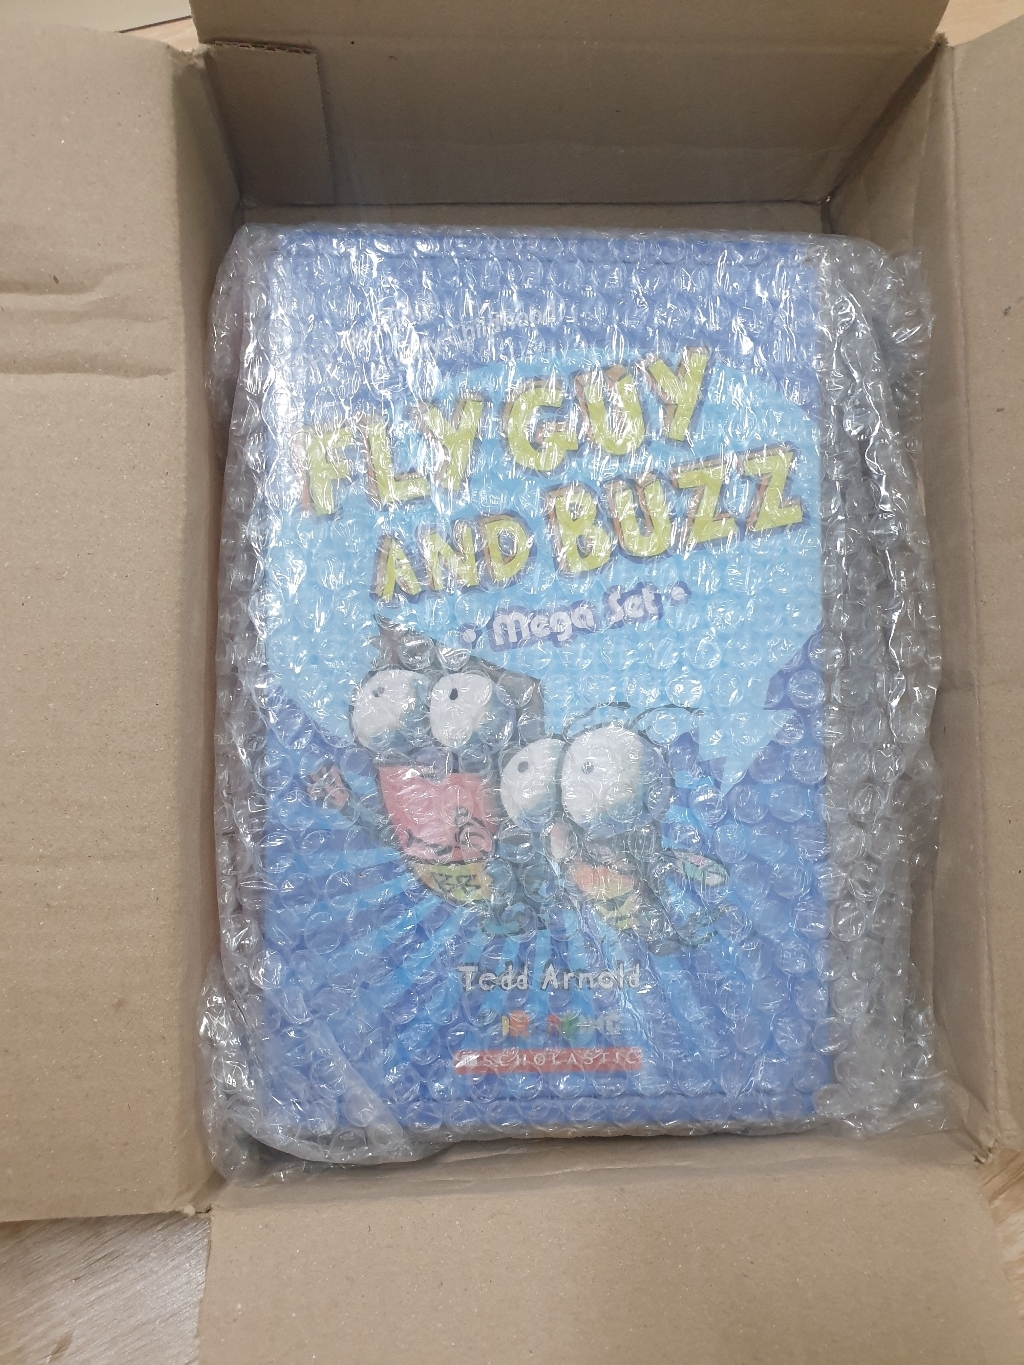 FLY GUY
AND BUZZ
• Mega Set •
Tedd Arnold
SCHOLASTIC